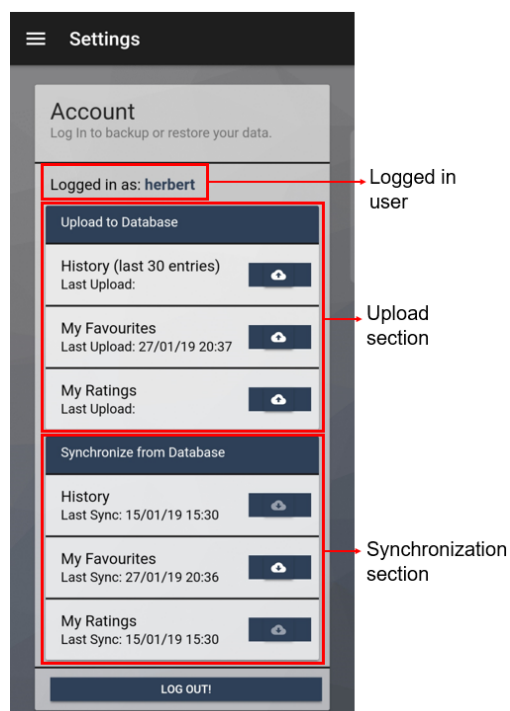 Settings
Account
Log In to backup or restore your data.
Logged in as: herbert
Logged in
user
Upload to Database
History (last 30 entries)
Last Upload:
My Favourites
Last Upload: 27/01/19 20:37
Upload
section
My Ratings
Last Upload:
Synchronize from Database
History
Last Sync: 15/01/19 15:30
My Favourites
Last Sync: 27/01/19 20:36
Synchronization
section
My Ratings
Last Sync: 15/01/19 15:30
LOG OUT!